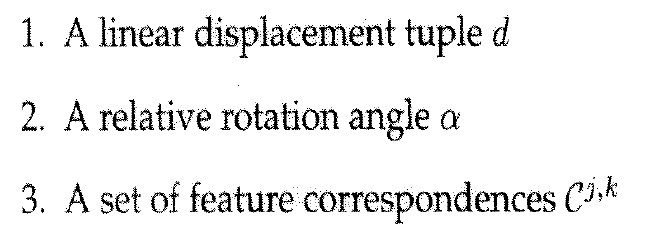 1. A linear displacement tuple d
2. A relative rotation angle α
3. A set of feature correspondences 𝒞^{j,k}